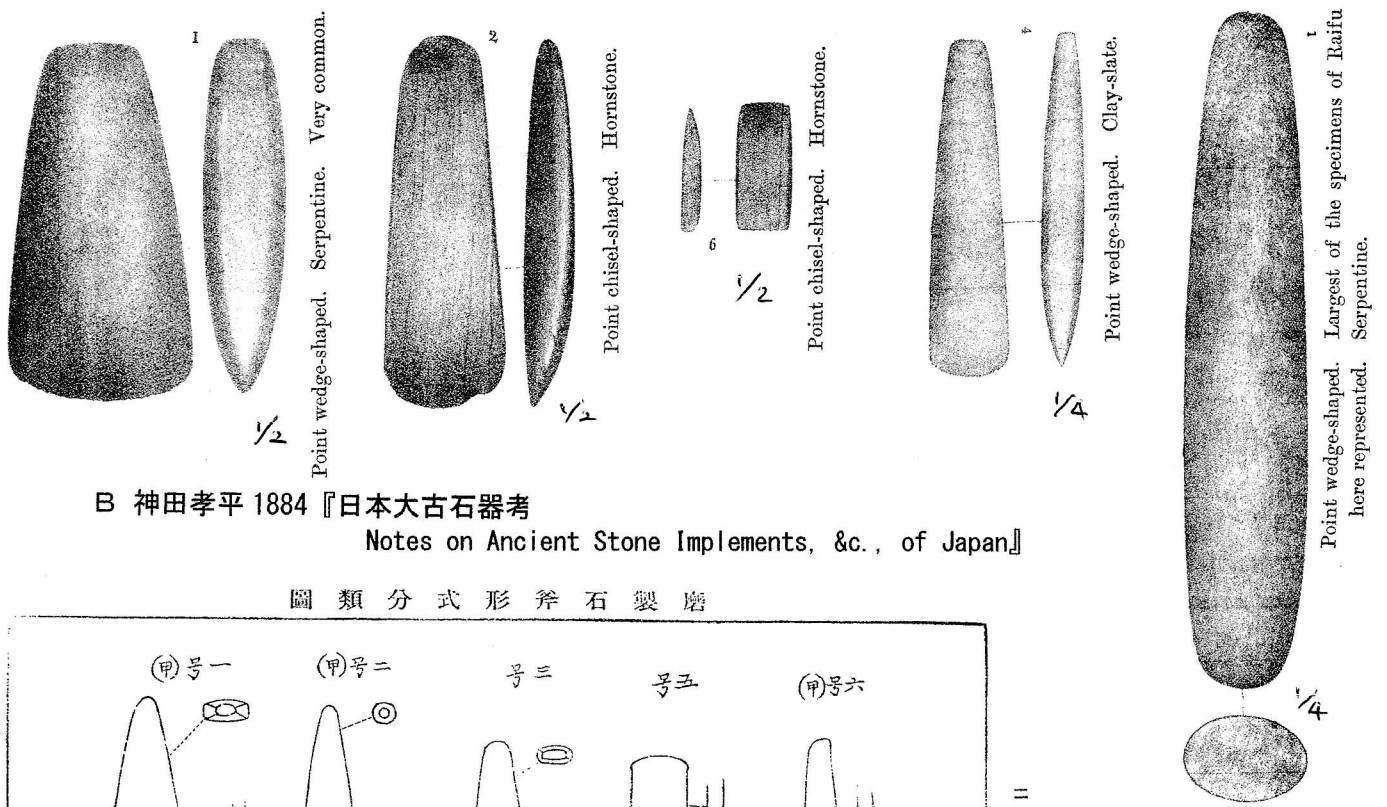 1
Point wedge-shaped. Serpentine. Very common.
1/2
2
Point chisel-shaped. Hornstone.
1/2
6
Point chisel-shaped. Hornstone.
1/2
4
Point wedge-shaped. Clay-slate.
1/4
1
Point wedge-shaped. Largest of the specimens of Raifu
here represented. Serpentine.
1/4
B 神田孝平 1884『日本大古石器考
Notes on Ancient Stone Implements, &c., of Japan』
圖類分式形斧石製磨
(甲)号一
(甲)号二
号三
号五
(甲)号六
二